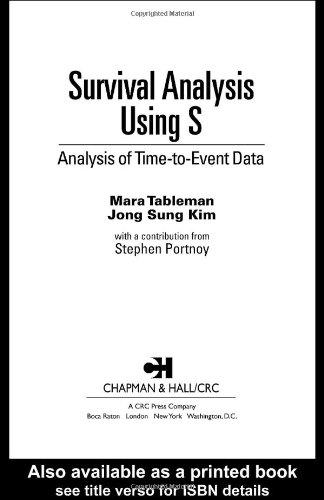 Survival Analysis
Using S
Analysis of Time-to-Event Data
Mara Tableman
Jong Sung Kim
with a contribution from
Stephen Portnoy
CH
CHAPMAN & HALL/CRC
A CRC Press Company
Boca Raton London New York Washington, D.C.
Also available as a printed book
see title verso for ISBN details